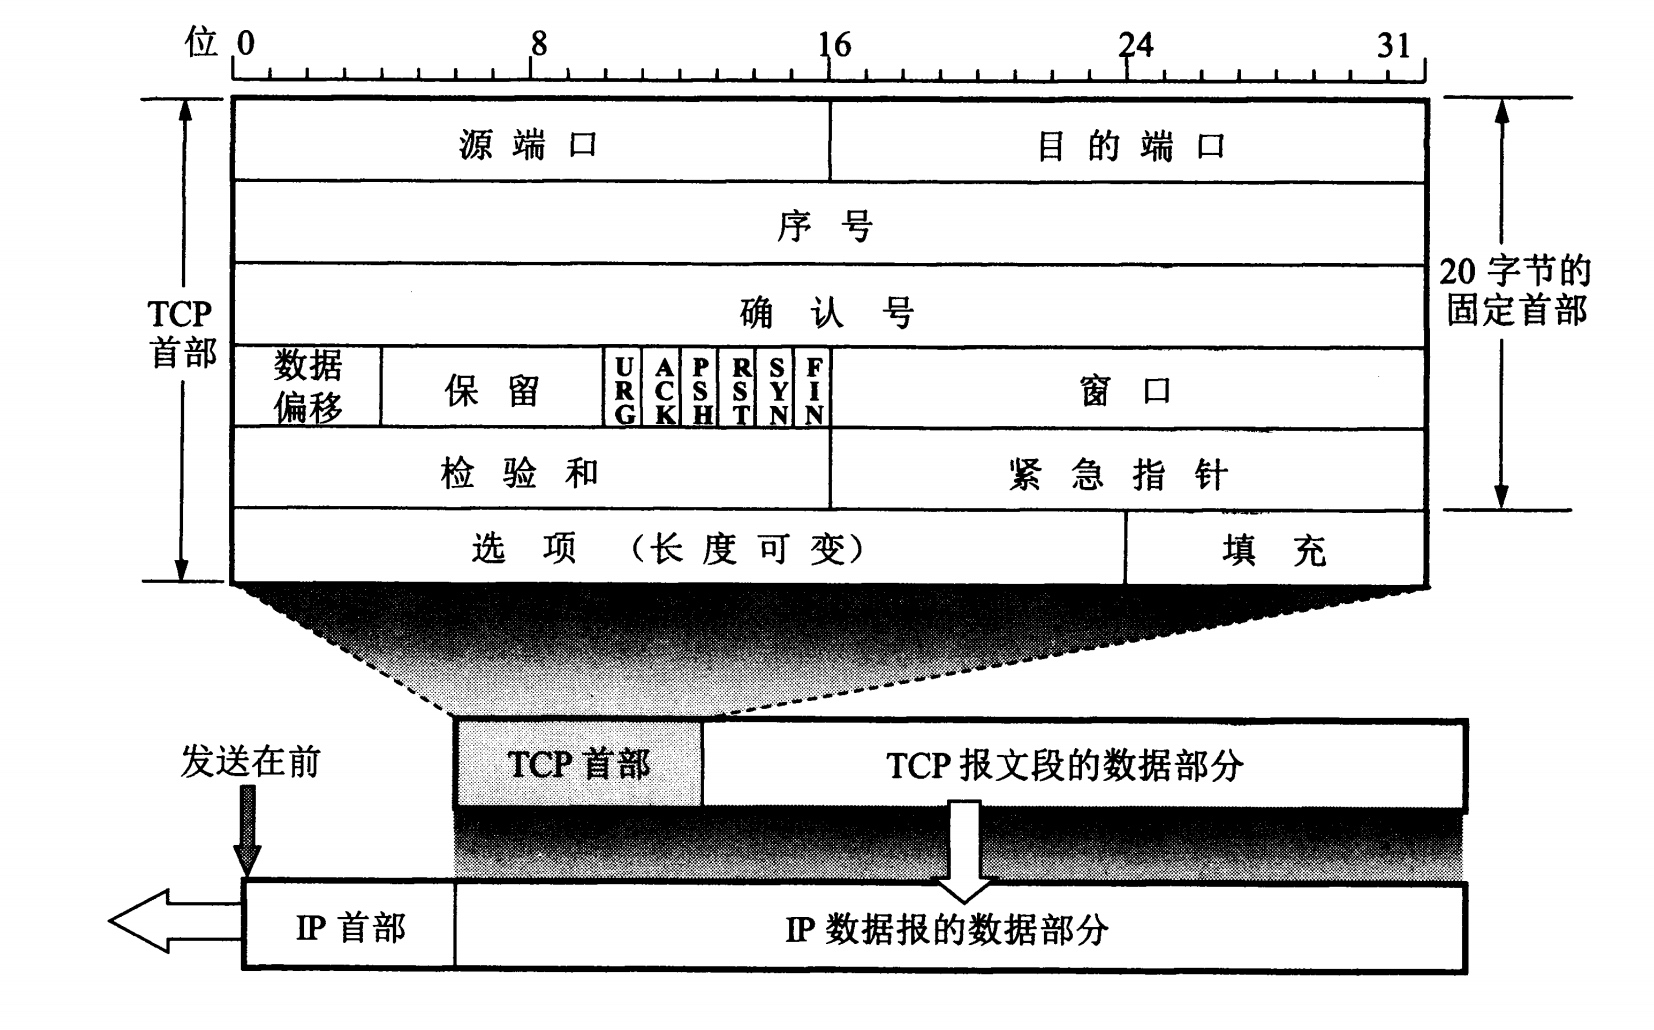 位 0 8 16 24 31
源端口 目的端口
序号
20 字节的
固定首部
确认号
TCP
首部
数据
偏移
保留
URG
ACK
PSH
RST
SYN
FIN
窗口
检验和 紧急指针
选项 （长度可变） 填充
发送在前
TCP 首部 TCP 报文段的数据部分
IP 首部 IP 数据报的数据部分